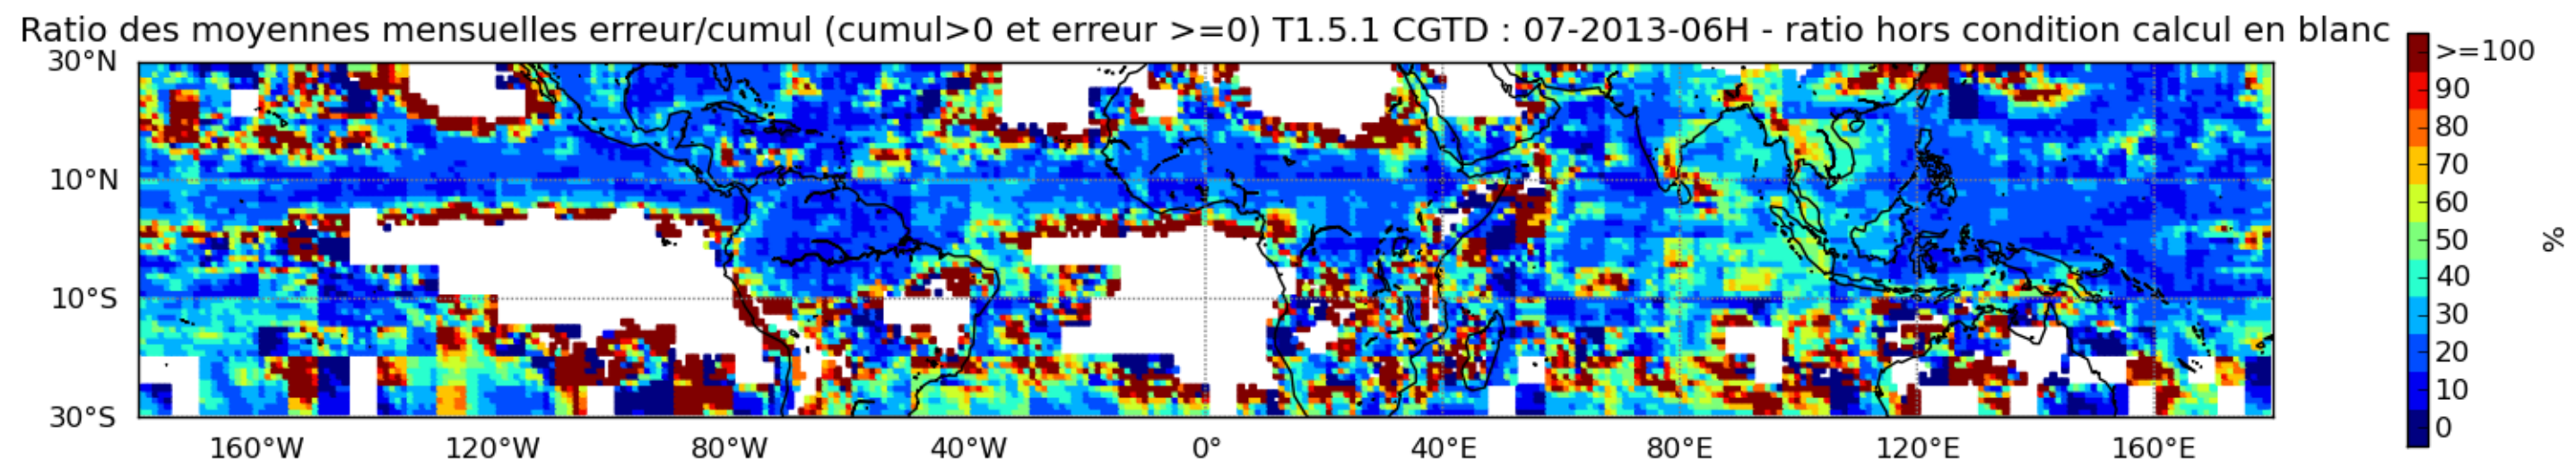 Ratio des moyennes mensuelles erreur/cumul (cumul>0 et erreur >=0) T1.5.1 CGTD : 07-2013-06H - ratio hors condition calcul en blanc
30°N
10°N
10°S
30°S
160°W 120°W 80°W 40°W 0° 40°E 80°E 120°E 160°E
>=100
90
80
70
60
50
40
30
20
10
0
%